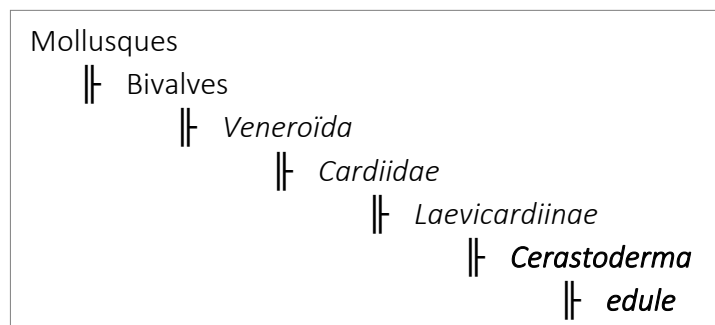 Mollusques
╟ Bivalves
╟ Veneroïda
╟ Cardiidae
╟ Laevicardiinae
╟ Cerastoderma
╟ edule